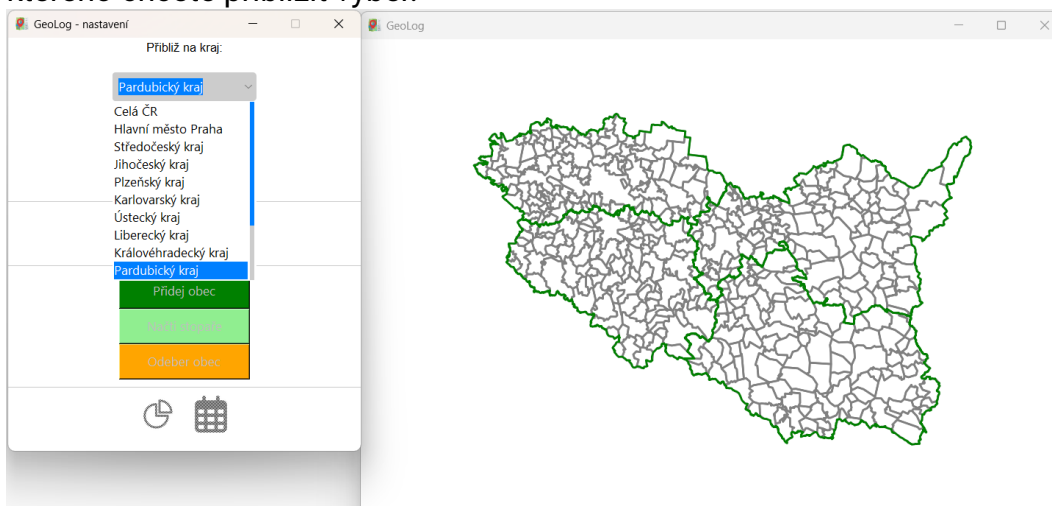 GeoLog - nastavení
GeoLog
Přibliž na kraj:
Pardubický kraj
Celá ČR
Hlavní město Praha
Středočeský kraj
Jihočeský kraj
Plzeňský kraj
Karlovarský kraj
Ústecký kraj
Liberecký kraj
Královéhradecký kraj
Pardubický kraj
Přidej obec
Odeber obec